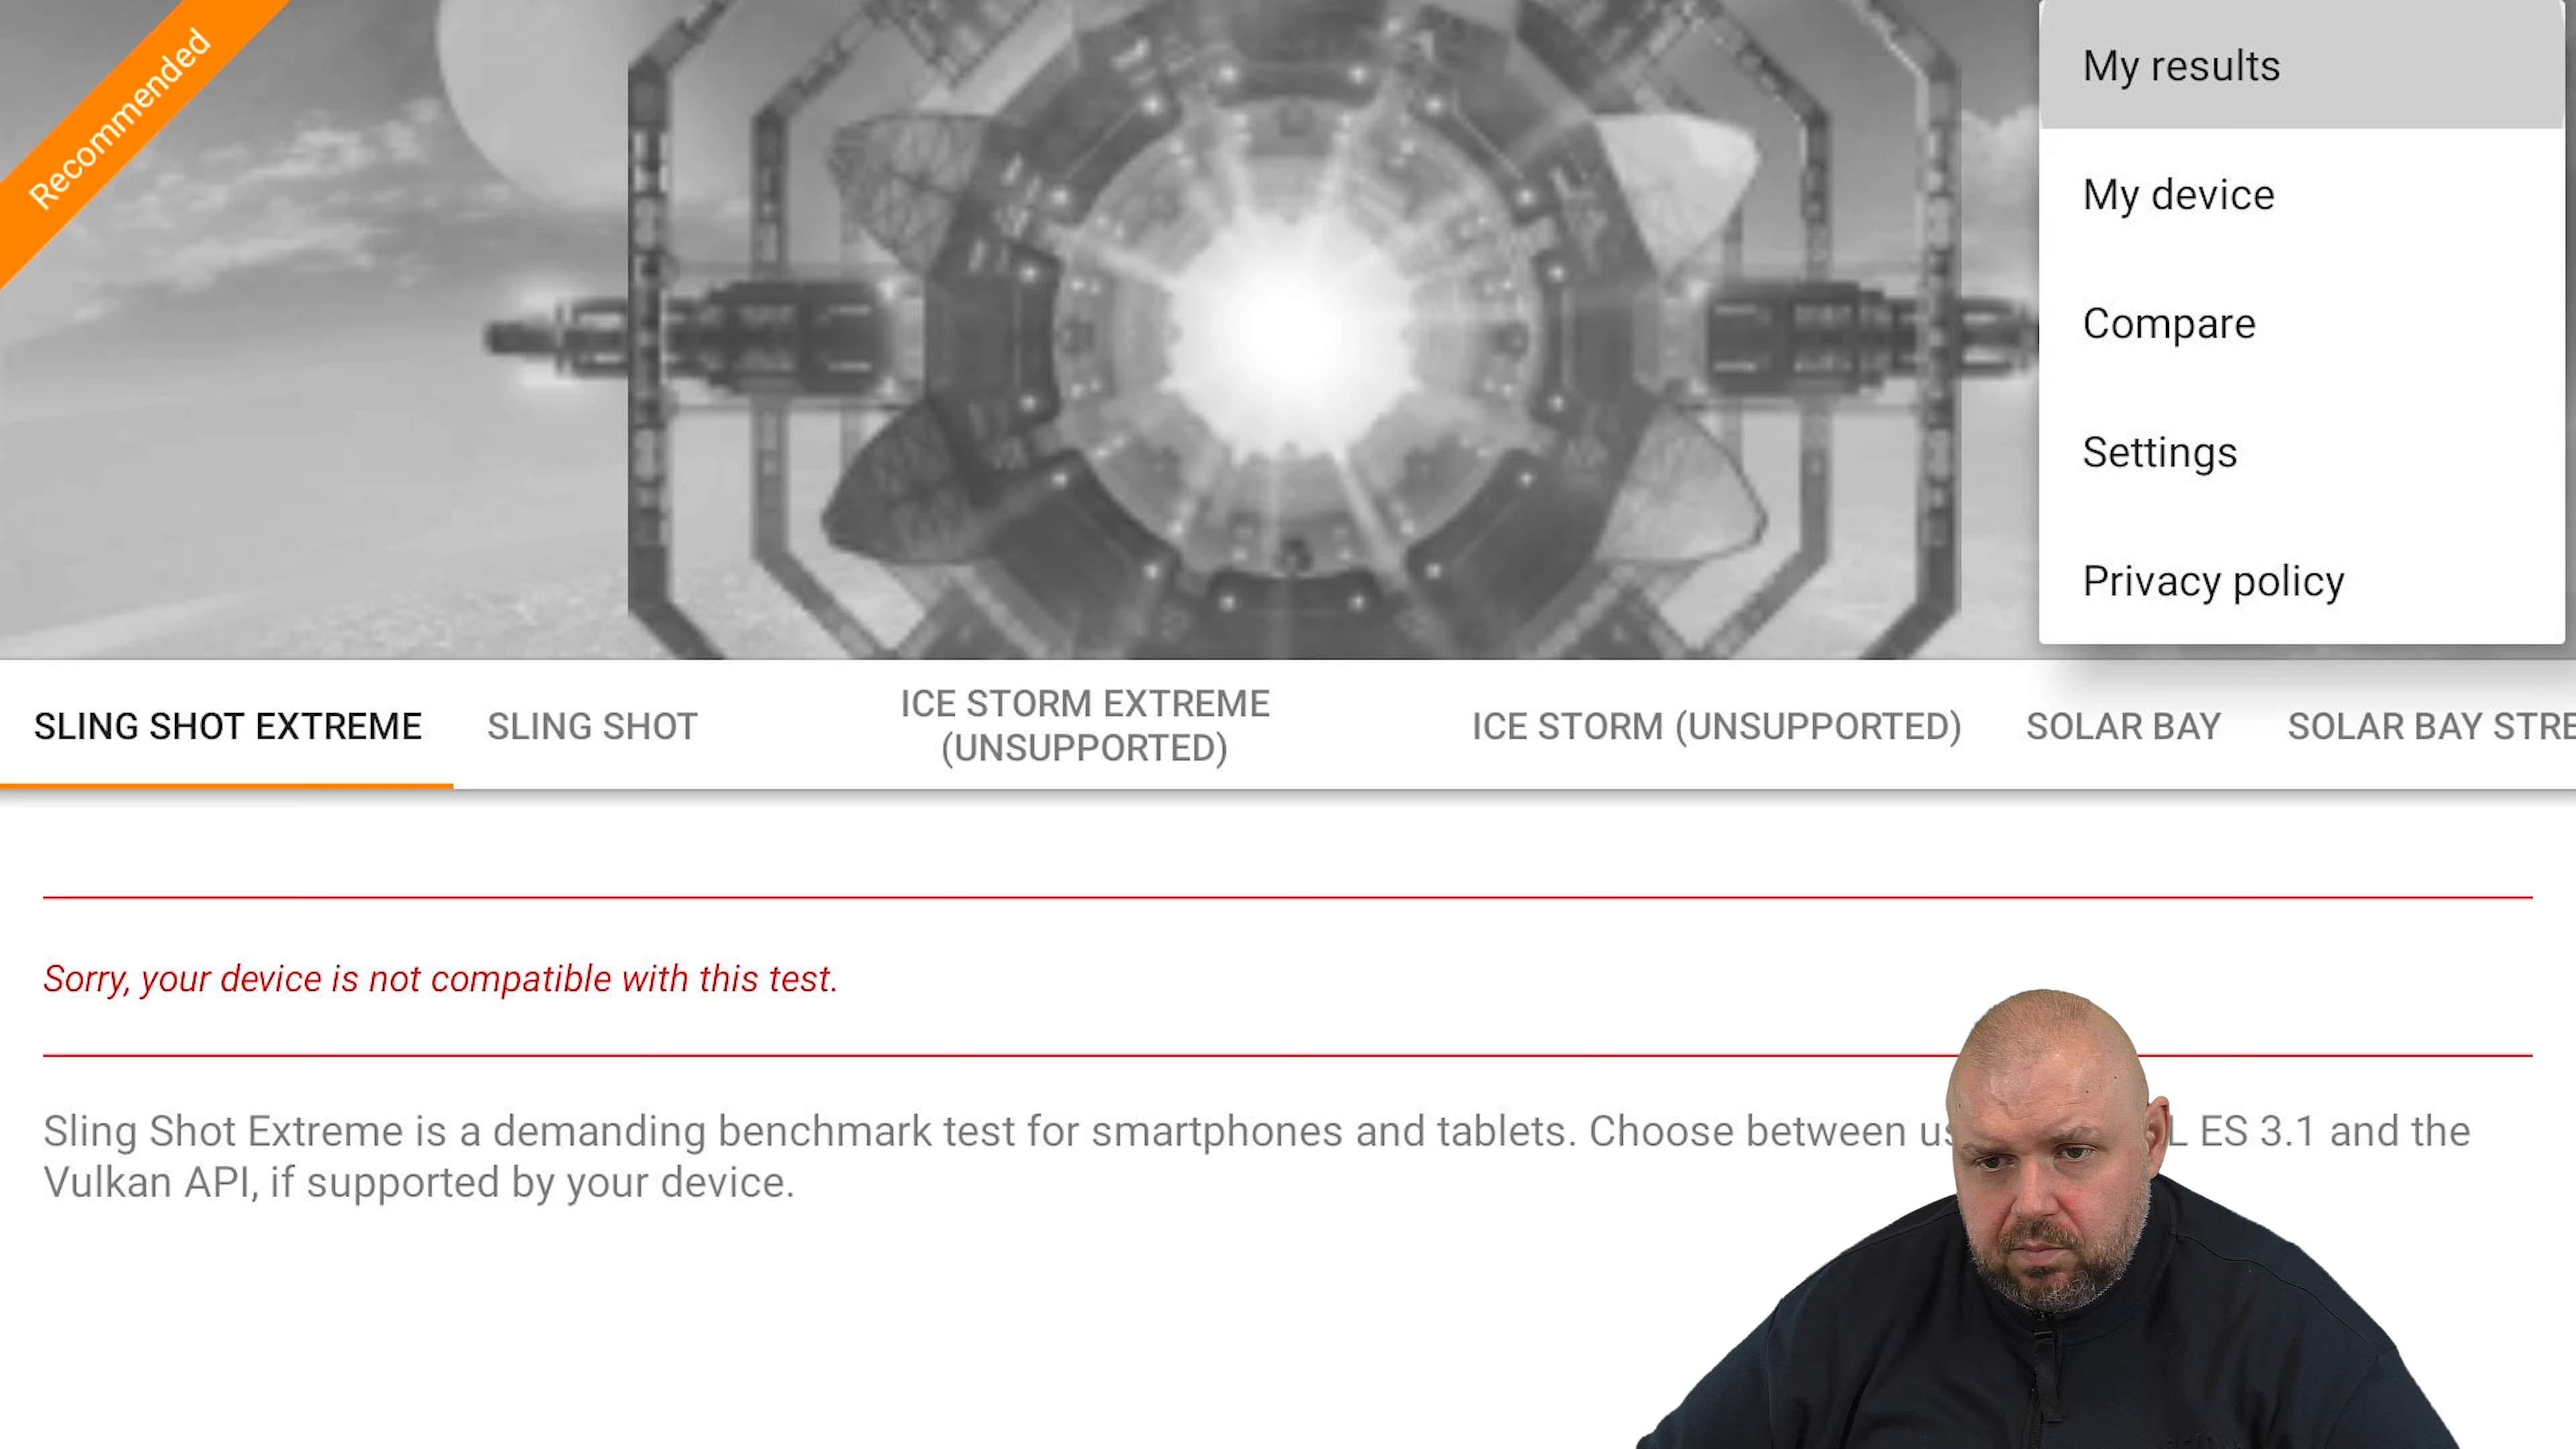 Recommended
My results
My device
Compare
Settings
Privacy policy
SLING SHOT EXTREME
SLING SHOT
ICE STORM EXTREME
(UNSUPPORTED)
ICE STORM (UNSUPPORTED)
SOLAR BAY
SOLAR BAY
Sorry, your device is not compatible with this test.
Sling Shot Extreme is a demanding benchmark test for smartphones and tablets. Choose between ES 3.1 and the
Vulkan API, if supported by your device.